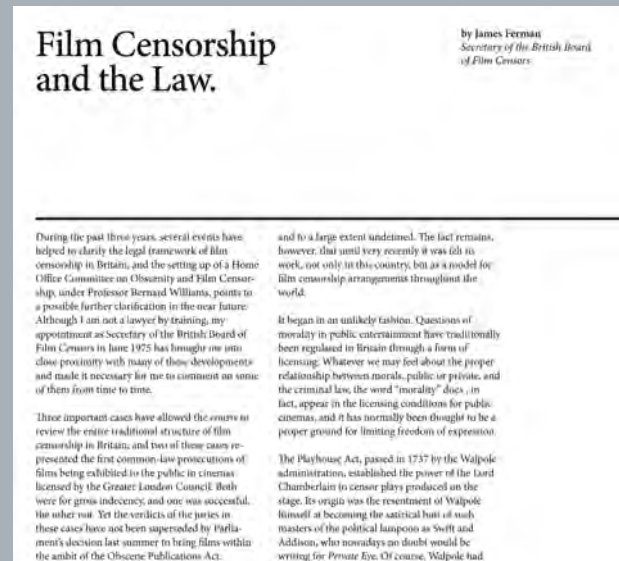 Film Censorship
and the Law.
by James Ferman
Secretary of the British Board
of Film Censors
During the past three years, several events have
helped to clarify the legal framework of film
censorship in Britain, and the setting up of a Home
Office Committee on Obscenity and Film Censor-
ship, under Professor Bernard Williams, points to
a possible further clarification in the near future.
Although I am not a lawyer by training, my
appointment as Secretary of the British Board of
Film Censors in June 1975 has brought me into
close proximity with many of these developments
and made it necessary for me to comment on some
of them from time to time.
Three important cases have allowed the courts to
review the entire traditional structure of film
censorship in Britain, and two of these cases re-
presented the first common-law prosecutions of
films being exhibited to the public in cinemas
licensed by the Greater London Council. Both
were for gross indecency, and one was successful,
the other not. Yet the verdicts of the juries in
these cases have not been superseded by Parlia-
ment's decision last summer to bring films within
the ambit of the Obscene Publications Act.
and to a large extent undefined. The fact remains,
however, that until very recently it was felt to
work, not only in this country, but as a model for
film censorship arrangements throughout the
world.
It began in an unlikely fashion. Questions of
morality in public entertainment have traditionally
been regulated in Britain through a form of
licensing. Whatever we may feel about the proper
relationship between morals, public or private, and
the criminal law, the word "morality" does, in
fact, appear in the licensing conditions for public
cinemas, and it has normally been thought to be a
proper ground for limiting freedom of expression.
The Playhouse Act, passed in 1737 by the Walpole
administration, established the power of the Lord
Chamberlain to censor plays produced on the
stage. Its origin was the resentment of Walpole
himself at becoming the satirical butt of such
masters of the political lampoon as Swift and
Addison, who nowadays no doubt would be
writing for Private Eye. Of course, Walpole had